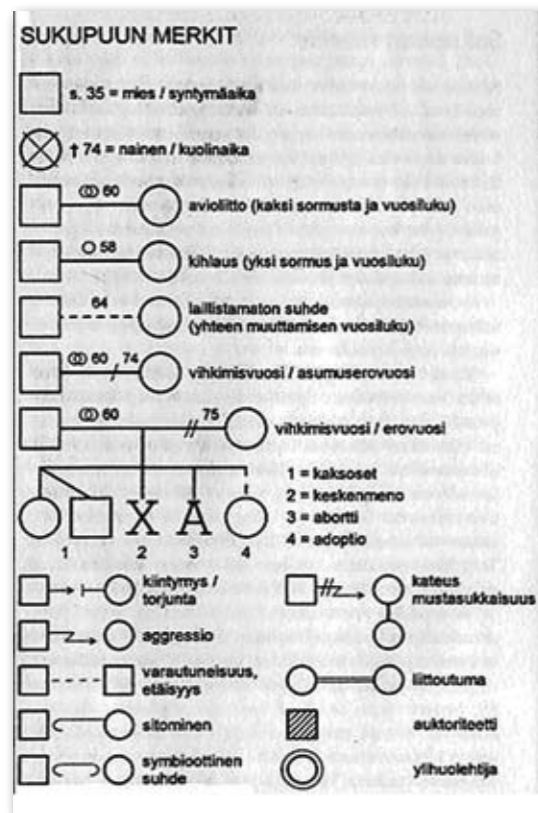 SUKUPUUN MERKIT
s. 35 = mies / syntymäaika
† 74 = nainen / kuolinaika
60
avioliitto (kaksi sormusta ja vuosiluku)
58
kihlaus (yksi sormus ja vuosiluku)
64
laillistamaton suhde
(yhteen muuttamisen vuosiluku)
60 74
vihkimisvuosi / asumuserovuosi
60 75
vihkimisvuosi / erovuosi
X A
1 2 3 4
1 = kaksoset
2 = keskenmeno
3 = abortti
4 = adoptio
kiintymys /
torjunta
kateus
mustasukkaisuus
aggressio
varautuneisuus,
etäisyys
liittoutuma
sitominen
auktoriteetti
symbioottinen
suhde
ylihuolehtija